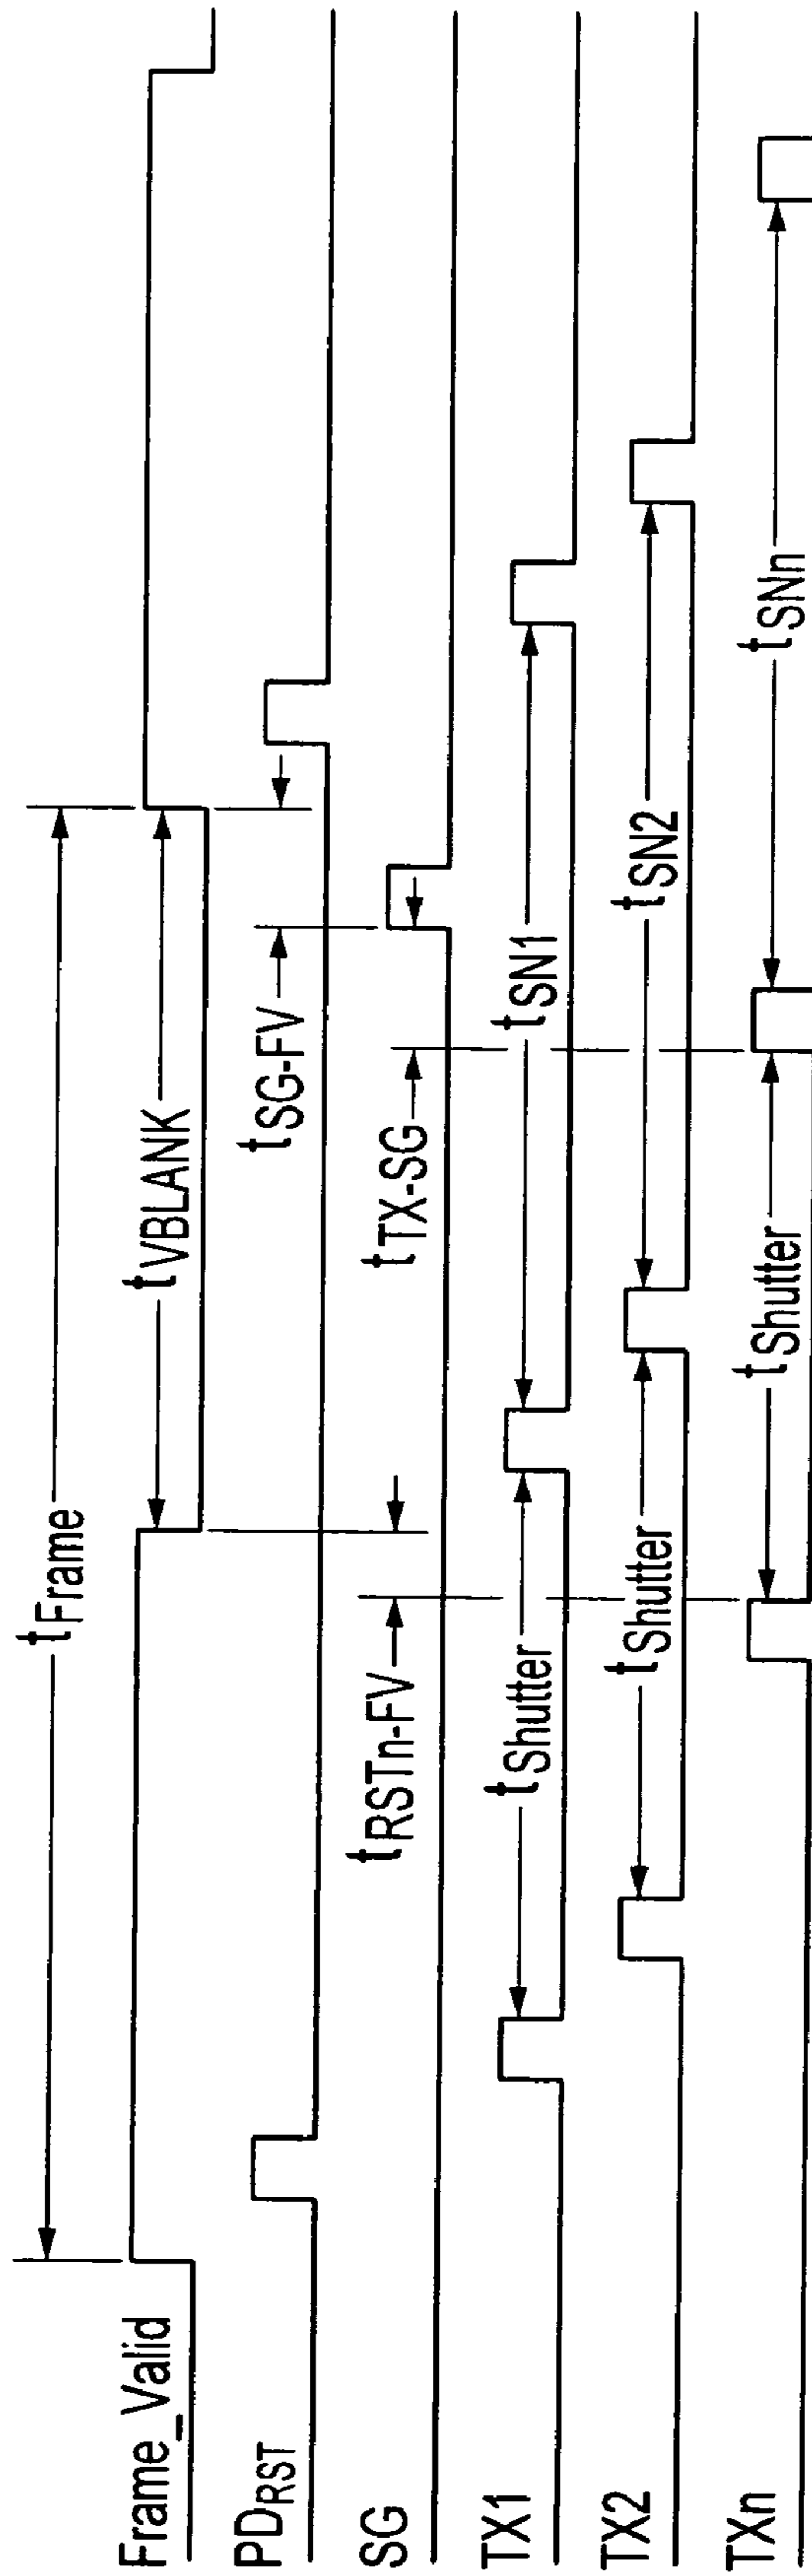 tFrame
Frame_Valid
tVBLANK
PDRST
tSG-FV
SG
tRSTn-FV
tTX-SG
TX1
tShutter
tSN1
TX2
tShutter
tSN2
TXn
tShutter
tSNn